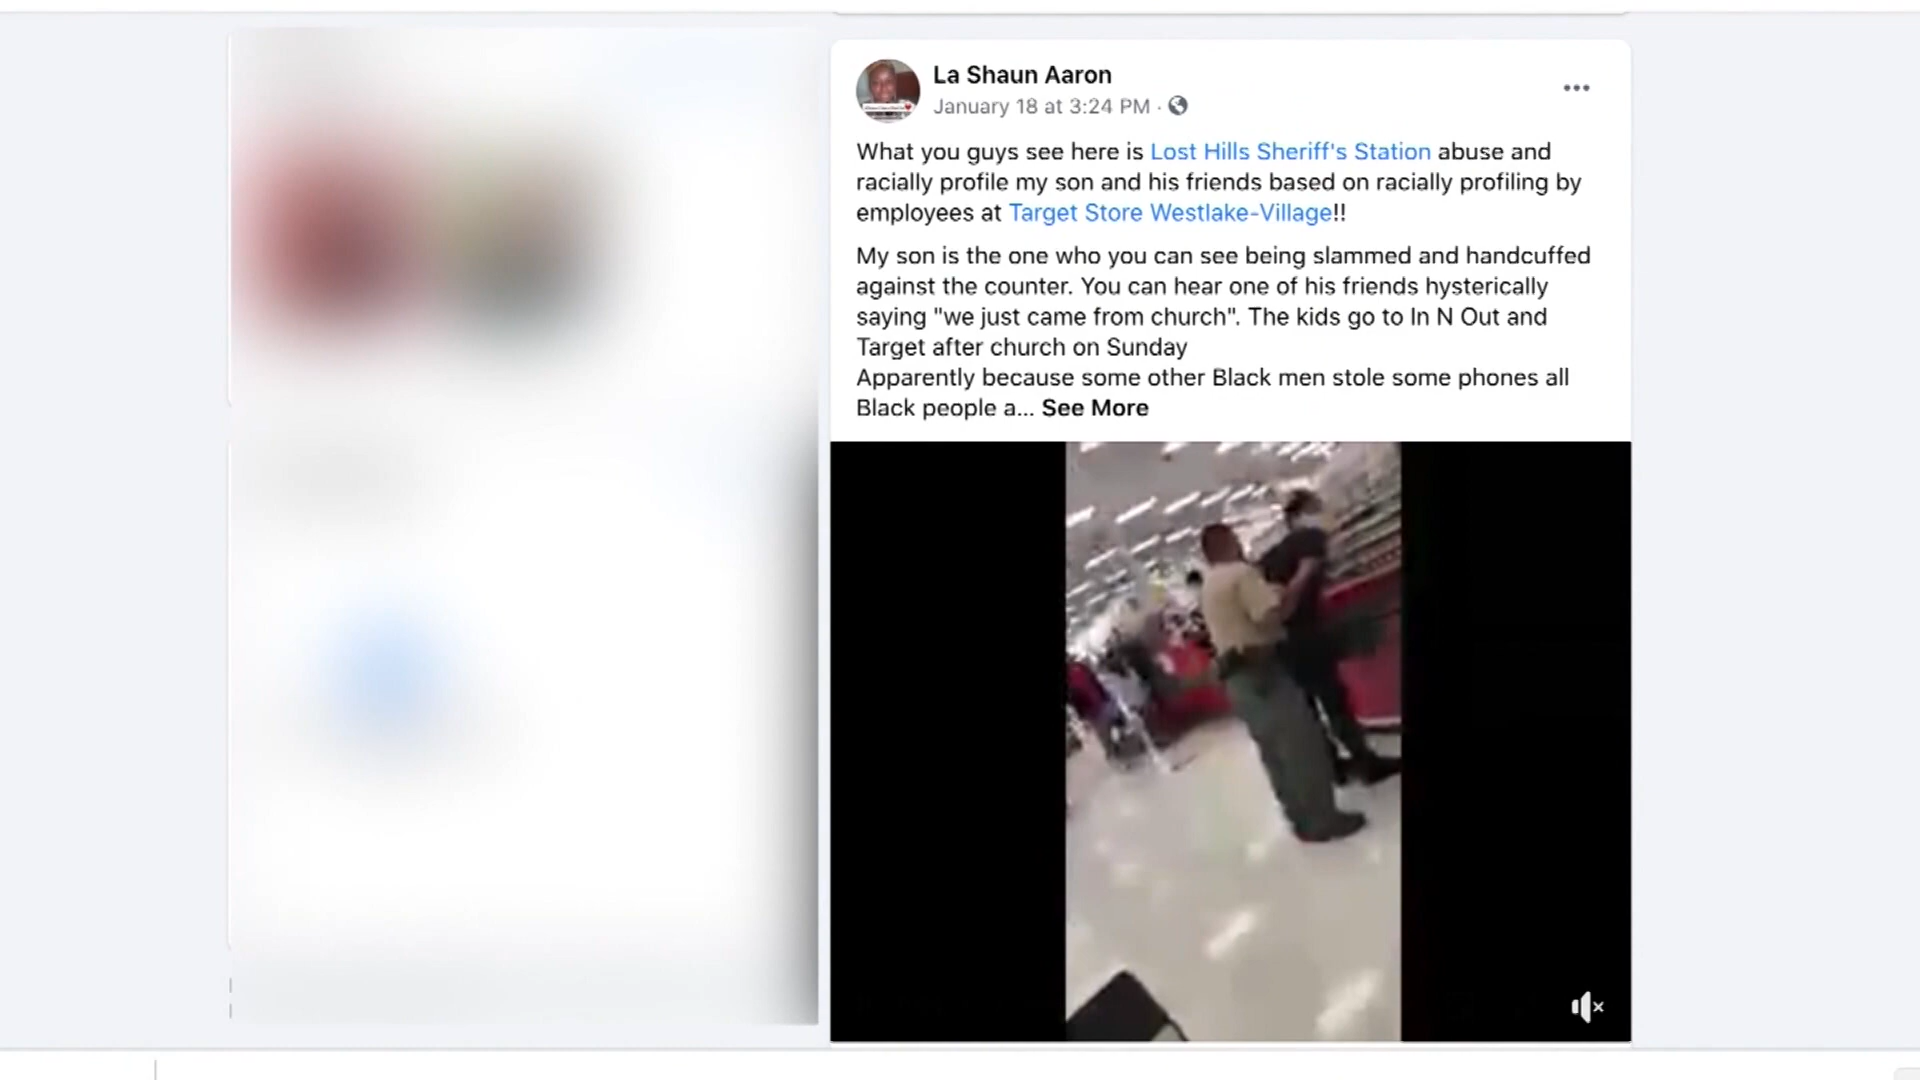 La Shaun Aaron
January 18 at 3:24 PM ·
What you guys see here is Lost Hills Sheriff's Station abuse and
racially profile my son and his friends based on racially profiling by
employees at Target Store Westlake-Village!!
My son is the one who you can see being slammed and handcuffed
against the counter. You can hear one of his friends hysterically
saying "we just came from church". The kids go to In N Out and
Target after church on Sunday
Apparently because some other Black men stole some phones all
Black people a... See More